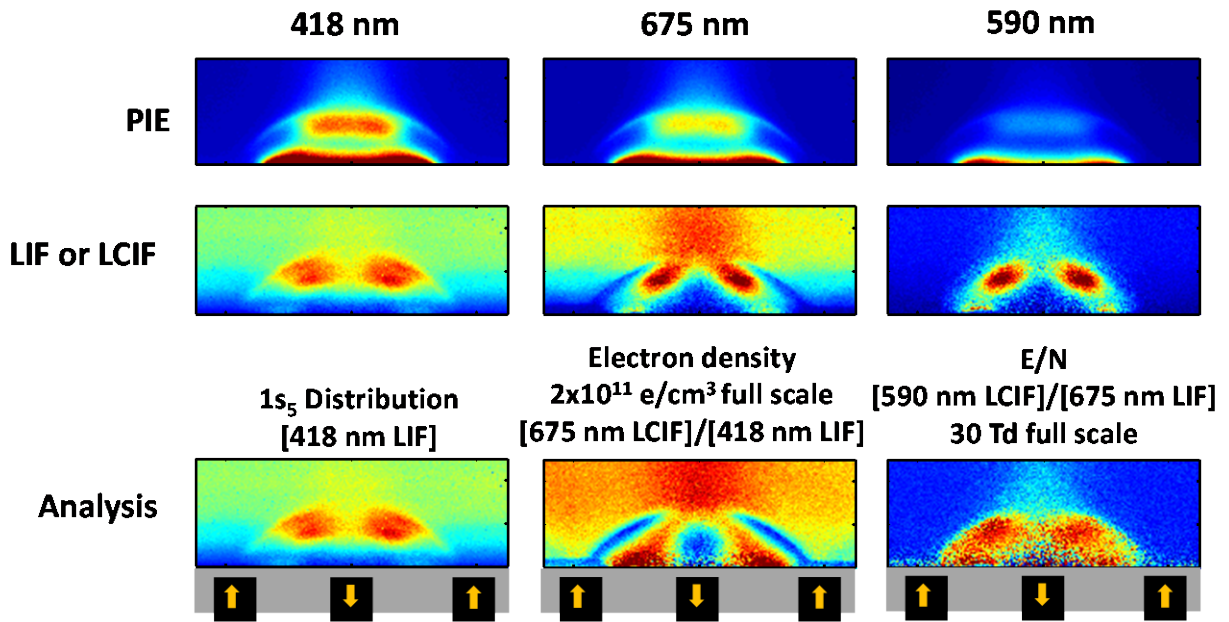 418 nm
675 nm
590 nm
PIE
LIF or LCIF
1s₅ Distribution
[418 nm LIF]
Electron density
2x10¹¹ e/cm³ full scale
[675 nm LCIF]/[418 nm LIF]
E/N
[590 nm LCIF]/[675 nm LIF]
30 Td full scale
Analysis